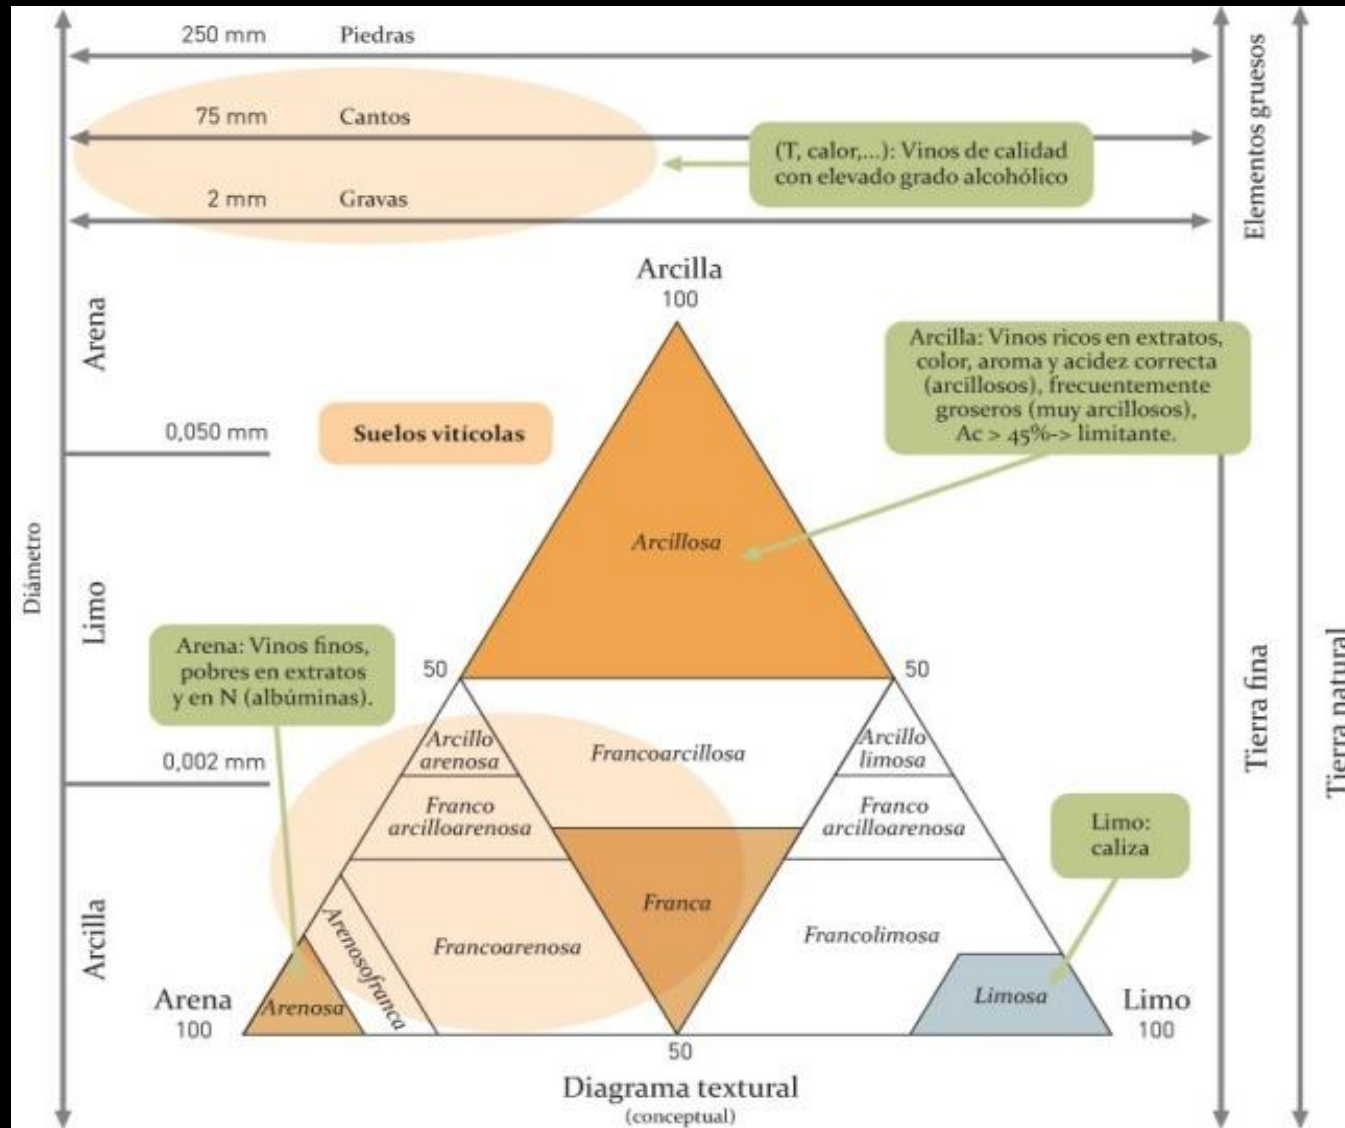 250 mm Piedras
75 mm Cantos
2 mm Gravas
(T, calor,...): Vinos de calidad
con elevado grado alcohólico
Elementos gruesos
Arcilla
100
Arena
Arcilla: Vinos ricos en extratos,
color, aroma y acidez correcta
(arcillosos), frecuentemente
groseros (muy arcillosos),
Ac > 45%-> limitante.
0,050 mm
Suelos vitícolas
Arcillosa
Diámetro
Limo
Arena: Vinos finos,
pobres en extratos
y en N (albúminas).
50
50
Tierra fina
Tierra natural
0,002 mm
Arcillo
arenosa
Francoarcillosa
Arcillo
limosa
Franco
arcilloarenosa
Franco
arcilloarenosa
Limo:
caliza
Arcilla
Franca
Arenosofranca
Francoarenosa
Francolimosa
Arena
100
Arenosa
Limosa
Limo
100
50
Diagrama textural
(conceptual)